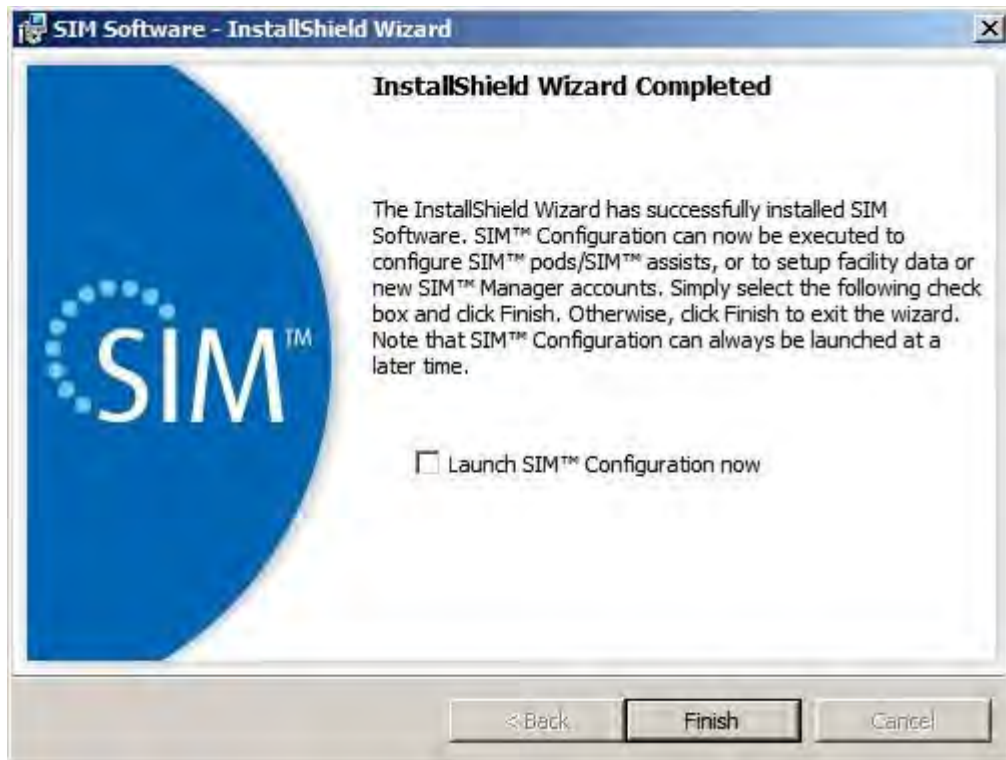 SIM Software - InstallShield Wizard
InstallShield Wizard Completed
The InstallShield Wizard has successfully installed SIM
Software. SIM™ Configuration can now be executed to
configure SIM™ pods/SIM™ assists, or to setup facility data or
new SIM™ Manager accounts. Simply select the following check
box and click Finish. Otherwise, click Finish to exit the wizard.
Note that SIM™ Configuration can always be launched at a
later time.
SIM™
Launch SIM™ Configuration now
< Back
Finish
Cancel